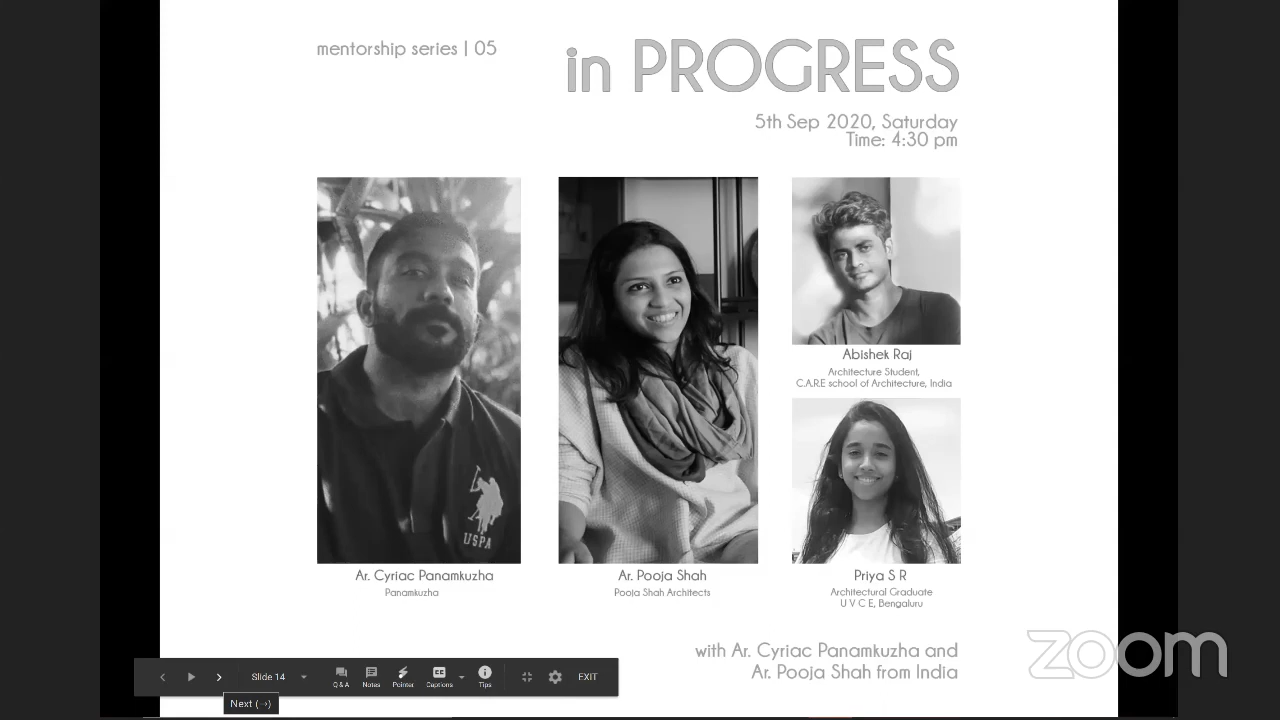 mentorship series | 05
in PROGRESS
5th Sep 2020, Saturday
Time: 4:30 pm
USPA
Ar. Cyriac Panamkuzha
Panamkuzha
Ar. Pooja Shah
Pooja Shah Architects
Abishek Raj
Architecture Student,
C.A.R.E school of Architecture, India
Priya S R
Architectural Graduate
U V C E, Bengaluru
with Ar. Cyriac Panamkuzha and
Ar. Pooja Shah from India
zoom
Slide 14
Q & A
Notes
Pointer
CC
Captions
Tips
EXIT
Next (→)